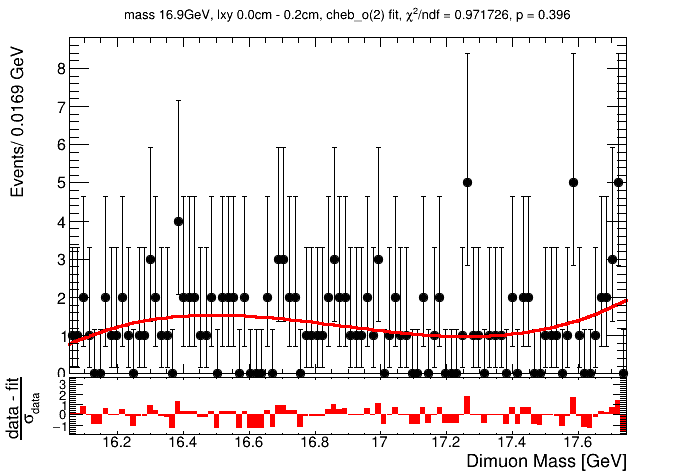 mass 16.9GeV, lxy 0.0cm - 0.2cm, cheb_o(2) fit, χ²/ndf = 0.971726, p = 0.396
Events/ 0.0169 GeV
8
7
6
5
4
3
2
1
0
data - fit
σdata
3
2
1
0
−1
16.2 16.4 16.6 16.8 17 17.2 17.4 17.6
Dimuon Mass [GeV]